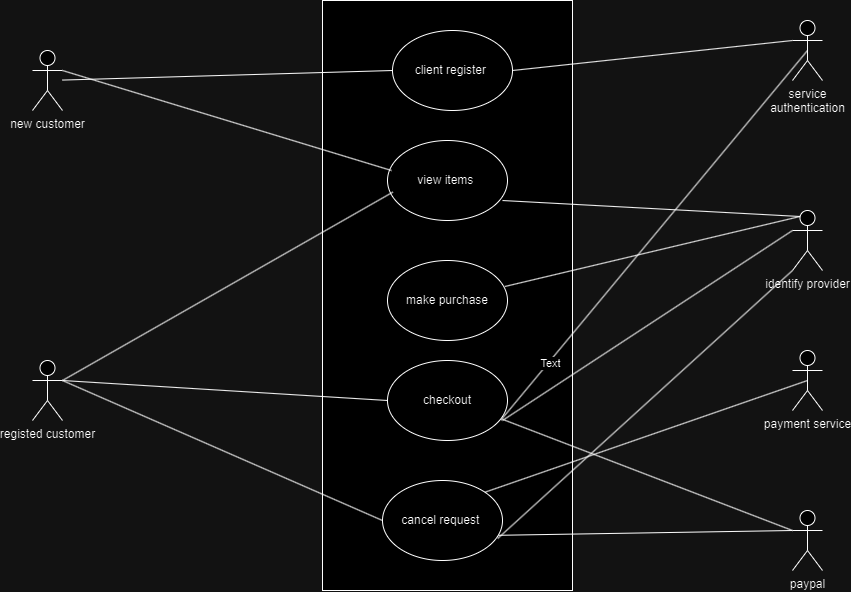 client register
service
authentication
new customer
view items
identify provider
make purchase
Text
checkout
registed customer
payment service
cancel request
paypal